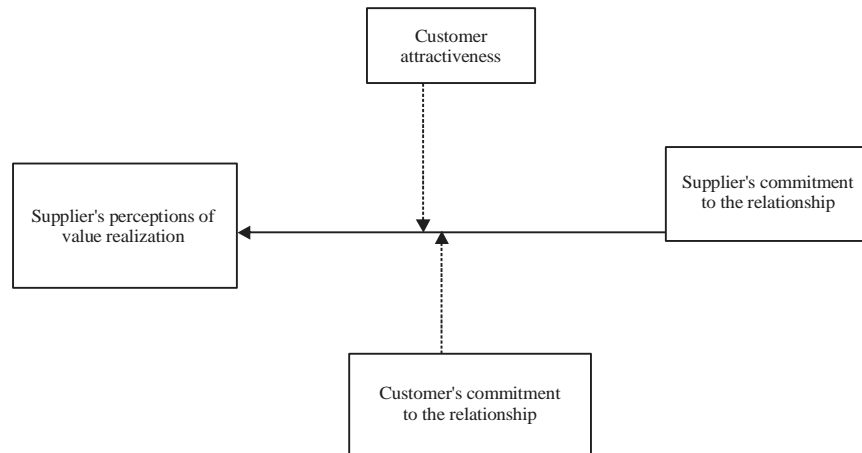 Customer
attractiveness
Supplier's perceptions of
value realization
Supplier's commitment
to the relationship
Customer's commitment
to the relationship